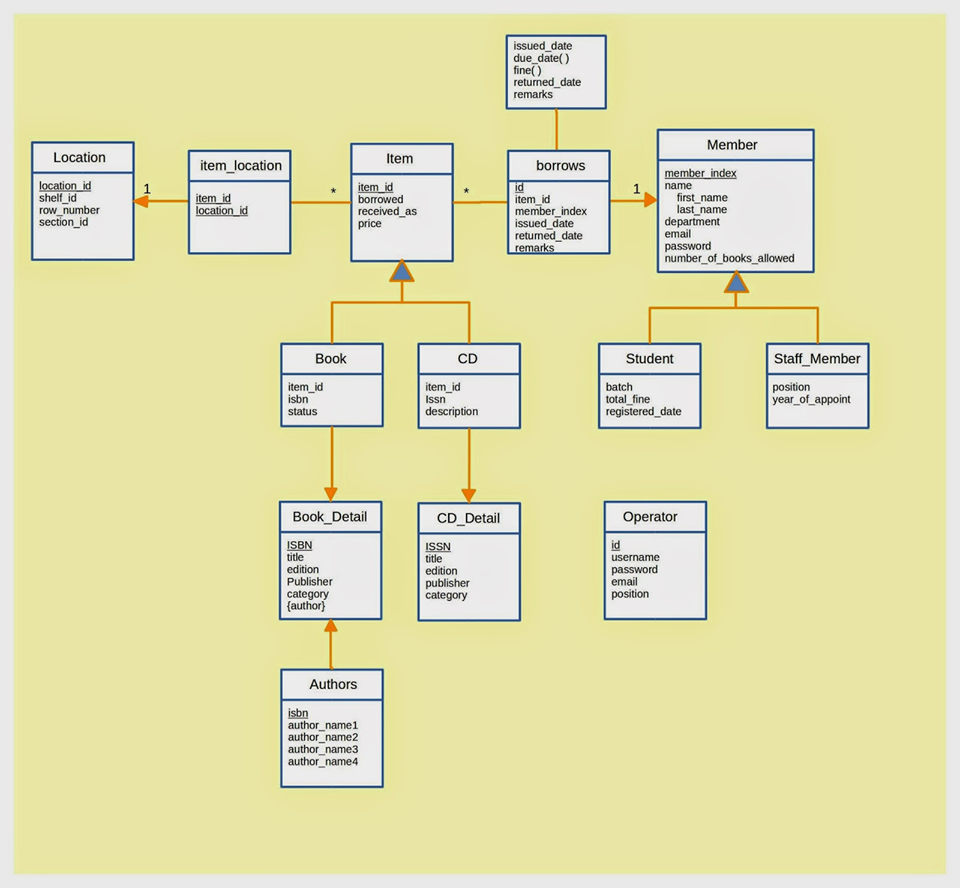 issued_date
due_date( )
fine( )
returned_date
remarks
Location
location_id
shelf_id
row_number
section_id
1
item_location
item_id
location_id
*
Item
item_id
borrowed
received_as
price
*
borrows
id
item_id
member_index
issued_date
returned_date
remarks
1
Member
member_index
name
first_name
last_name
department
email
password
number_of_books_allowed
Book
item_id
isbn
status
CD
item_id
Issn
description
Student
batch
total_fine
registered_date
Staff_Member
position
year_of_appoint
Book_Detail
ISBN
title
edition
Publisher
category
{author}
CD_Detail
ISSN
title
edition
publisher
category
Operator
id
username
password
email
position
Authors
isbn
author_name1
author_name2
author_name3
author_name4